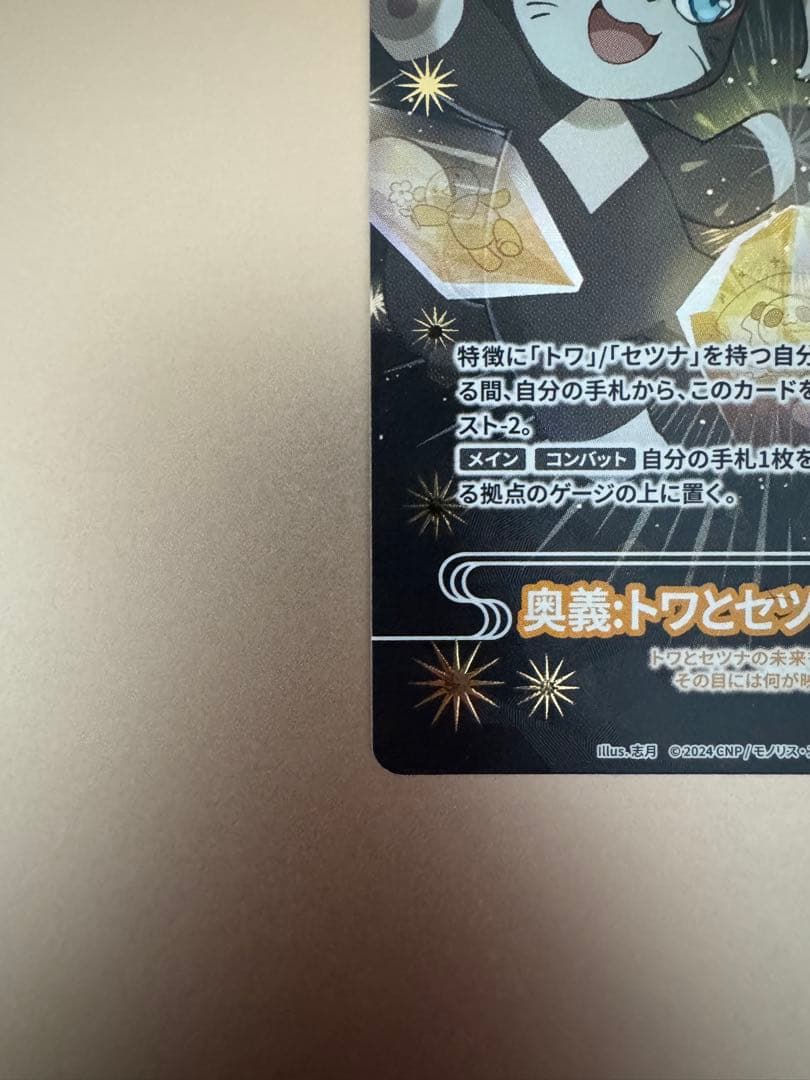 特徴に「トワ」/「セツナ」を持つ自分
る間、自分の手札から、このカードを
スト-2。
メイン コンバット 自分の手札1枚を
る拠点のゲージの上に置く。
奥義:トワとセツ
トワとセツナの未来
その目には何が
Illus. 志月 ©2024 CNP / モノリス・